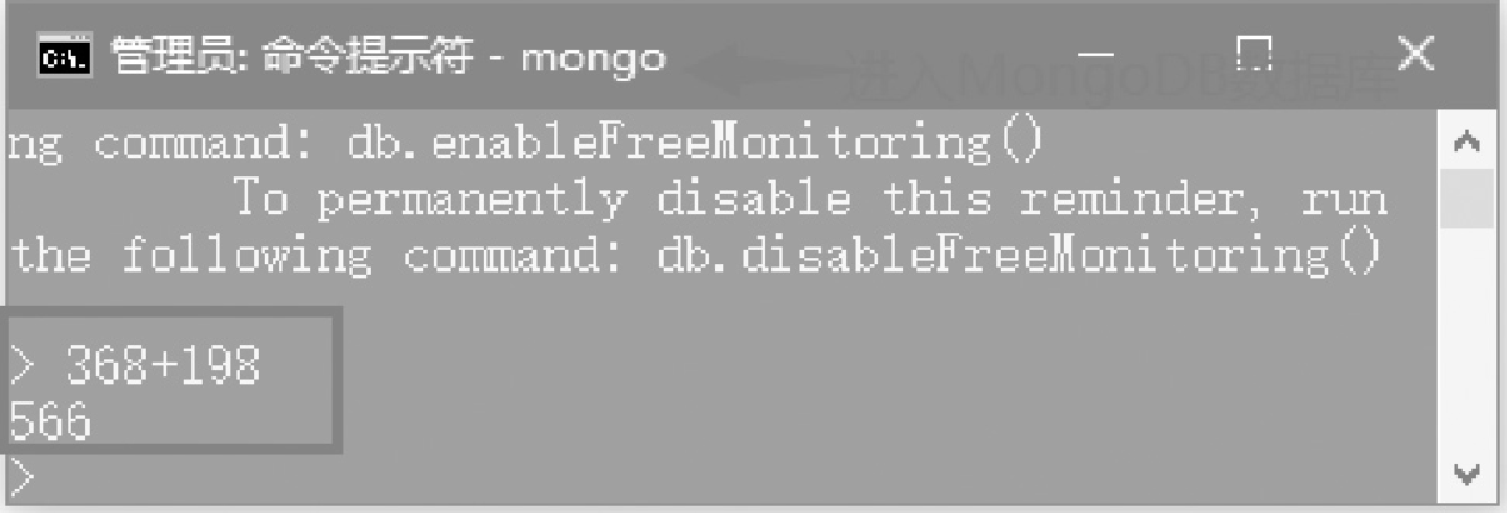 管理员: 命令提示符 - mongo
进入MongoDB数据库
ng command: db.enableFreeMonitoring()
To permanently disable this reminder, run
the following command: db.disableFreeMonitoring()
> 368+198
566
>